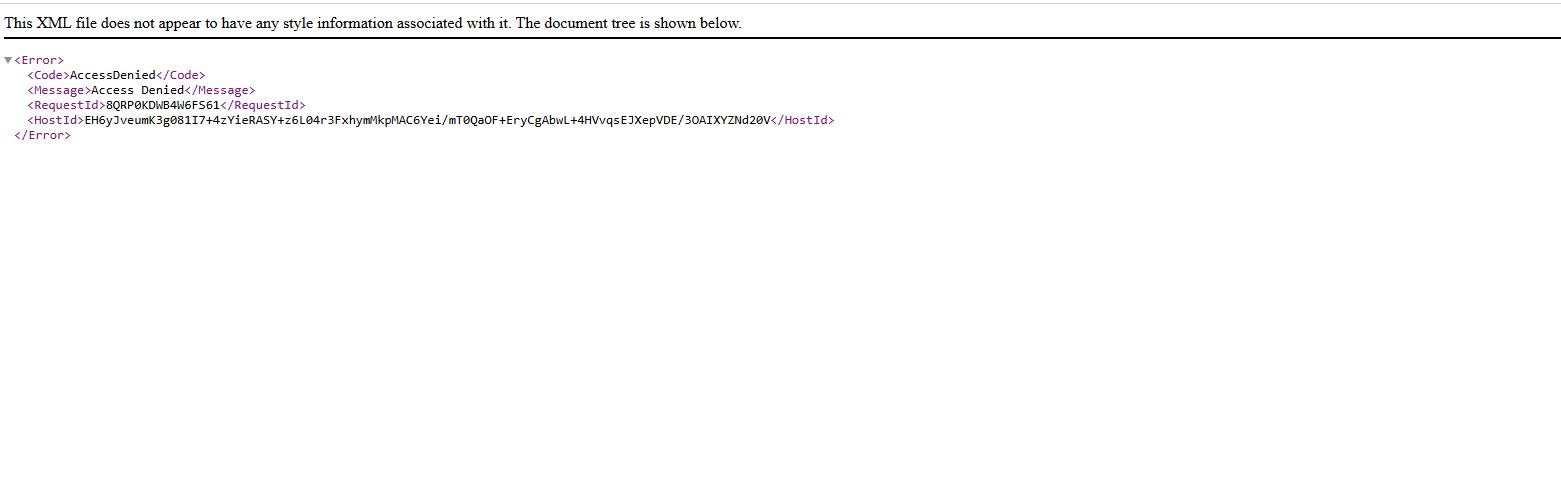 This XML file does not appear to have any style information associated with it. The document tree is shown below.
<Error>
<Code>AccessDenied</Code>
<Message>Access Denied</Message>
<RequestId>8QRP0KDWB4W6FS61</RequestId>
<HostId>EH6yJveumK3g081I7+4zYieRASY+z6L04r3FxhymMkpMAC6Yei/mT0QaOF+EryCgAbwL+4HVvqsEJXepVDE/3OAIXYZNd20V</HostId>
</Error>